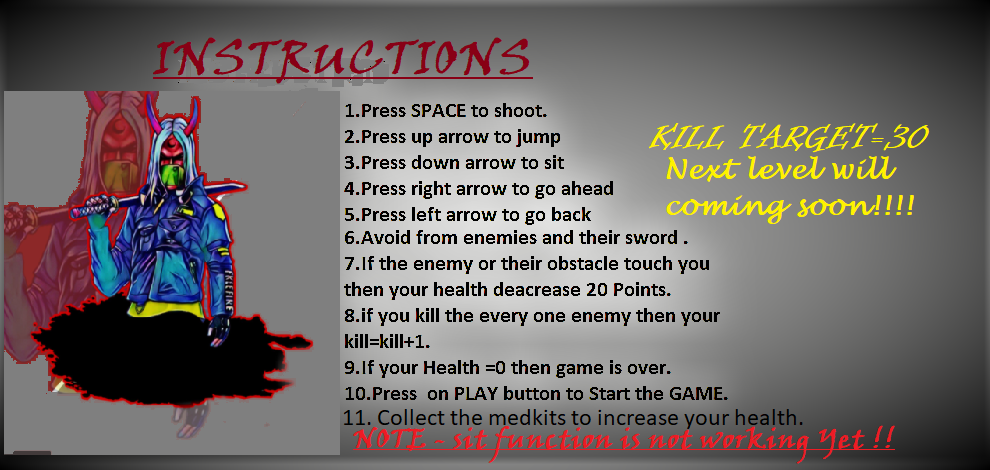 INSTRUCTIONS
1.Press SPACE to shoot.
2.Press up arrow to jump
3.Press down arrow to sit
4.Press right arrow to go ahead
5.Press left arrow to go back
6.Avoid from enemies and their sword .
7.If the enemy or their obstacle touch you
then your health deacrease 20 Points.
8.if you kill the every one enemy then your
kill=kill+1.
9.If your Health =0 then game is over.
10.Press on PLAY button to Start the GAME.
11. Collect the medkits to increase your health.
NOTE - sit function is not working Yet !!
KILL TARGET=30
Next level will
coming soon!!!!